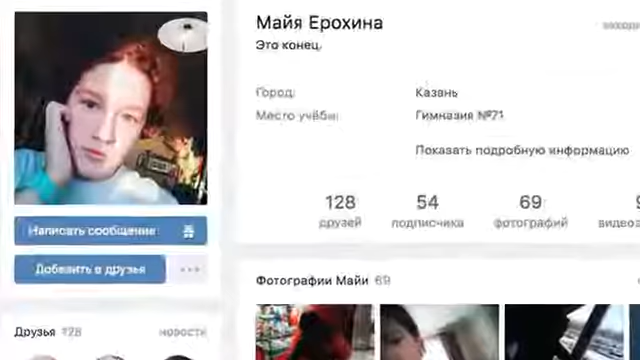 Майя Ерохина
Это конец.
Город: Казань
Место учёбы: Гимназия №71
Показать подробную информацию
128 друзей
54 подписчика
69 фотографий
Написать сообщение
Добавить в друзья
Фотографии Майи 69
Друзья 128 новости